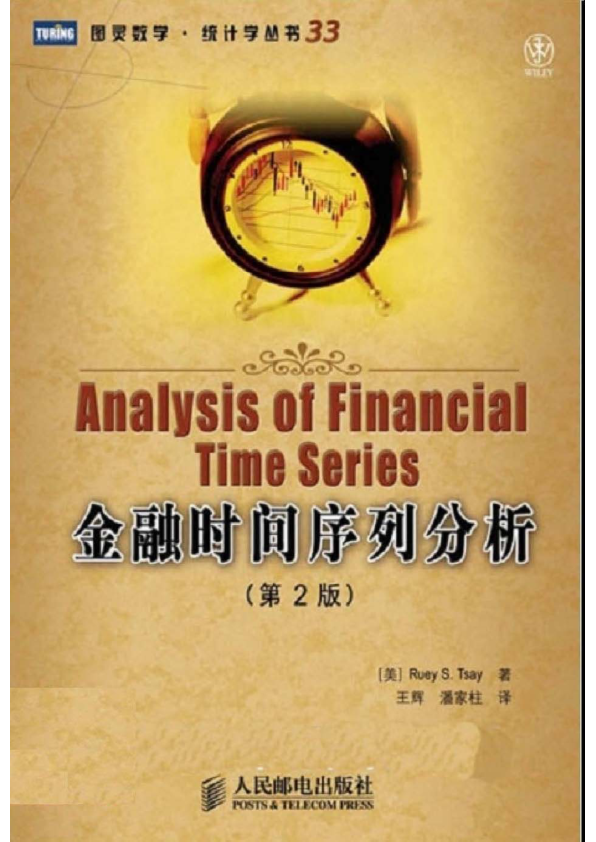 TURING 图灵数学·统计学丛书33
WILEY
12
Analysis of Financial
Time Series
金融时间序列分析
(第2版)
[美] Ruey S. Tsay 著
王辉 潘家柱 译
人民邮电出版社
POSTS & TELECOM PRESS